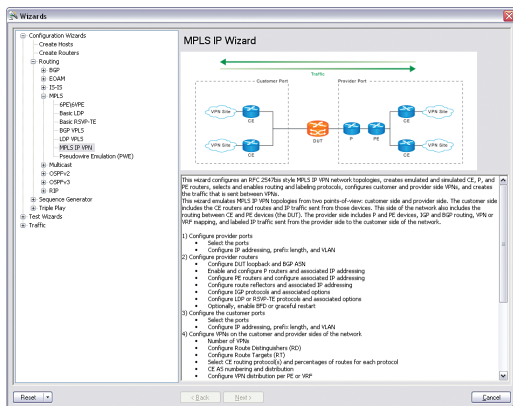 Wizards
Configuration Wizards
Create Hosts
Create Routers
Routing
BGP
EOAM
IS-IS
MPLS
6PE|6VPE
Basic LDP
Basic RSVP-TE
BGP VPLS
LDP VPLS
MPLS IP VPN
Pseudowire Emulation (PWE)
Multicast
OSPFv2
OSPFv3
RIP
Sequence Generator
Triple Play
Test Wizards
Traffic
MPLS IP Wizard
Traffic
Customer Port
Provider Port
VPN Site
CE
VPN Site
CE
DUT
P
PE
CE
VPN Site
CE
VPN Site
This wizard configures an RFC 2547bis style MPLS IP VPN network topologies, creates emulated and simulated CE, P, and
PE routers, selects and enables routing and labeling protocols, configures customer and provider side VPNs, and creates
the traffic that is sent between VPNs.
This wizard emulates MPLS IP VPN topologies from two points-of-view: customer side and provider side. The customer side
includes the CE routers and routes and IP traffic sent from those devices. This side of the network also includes the
routing between CE and PE devices (the DUT). The provider side includes P and PE devices, IGP and BGP routing, VPN or
VRF mapping, and labeled IP traffic sent from the provider side to the customer side of the network.
1) Configure provider ports
• Select the ports
• Configure IP addressing, prefix length, and VLAN
2) Configure provider routers
• Configure DUT loopback and BGP ASN
• Enable and configure P routers and associated IP addressing
• Configure PE routers and configure associated IP addressing
• Configure route reflectors and associated IP addressing
• Configure IGP protocols and associated options
• Configure LDP or RSVP-TE protocols and associated options
• Optionally, enable BFD or graceful restart
3) Configure the customer ports
• Select the ports
• Configure IP addressing, prefix length, and VLAN
4) Configure VPNs on the customer and provider sides of the network
• Number of VPNs
• Configure Route Distinguishers (RD)
• Configure Route Targets (RT)
• Select CE routing protocol(s) and percentages of routes for each protocol
• CE AS numbering and distribution
• Configure VPN distribution per PE or VRF
Reset
< Back
Next >
Cancel